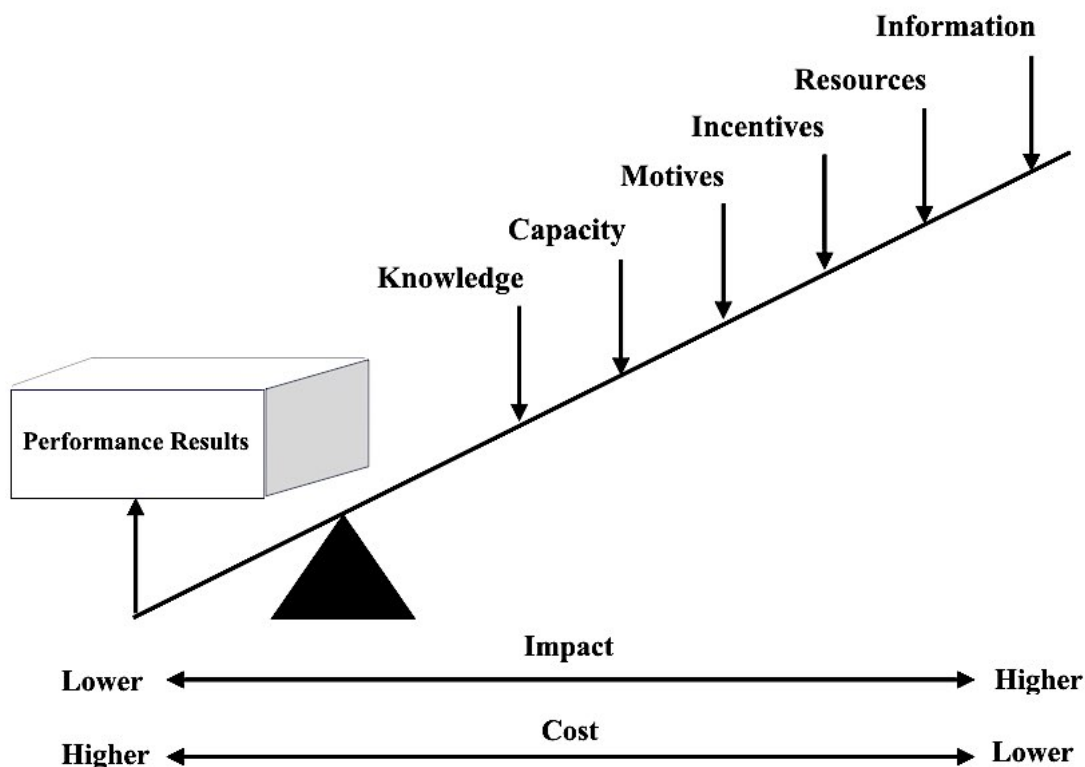 Information
Resources
Incentives
Motives
Capacity
Knowledge
Performance Results
Impact
Lower Higher
Cost
Higher Lower